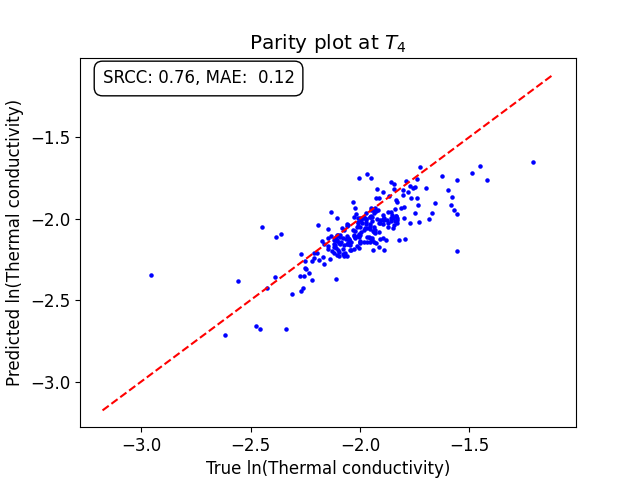 Parity plot at T4
SRCC: 0.76, MAE:  0.12
Predicted ln(Thermal conductivity)
−1.5
−2.0
−2.5
−3.0
−3.0 −2.5 −2.0 −1.5
True ln(Thermal conductivity)